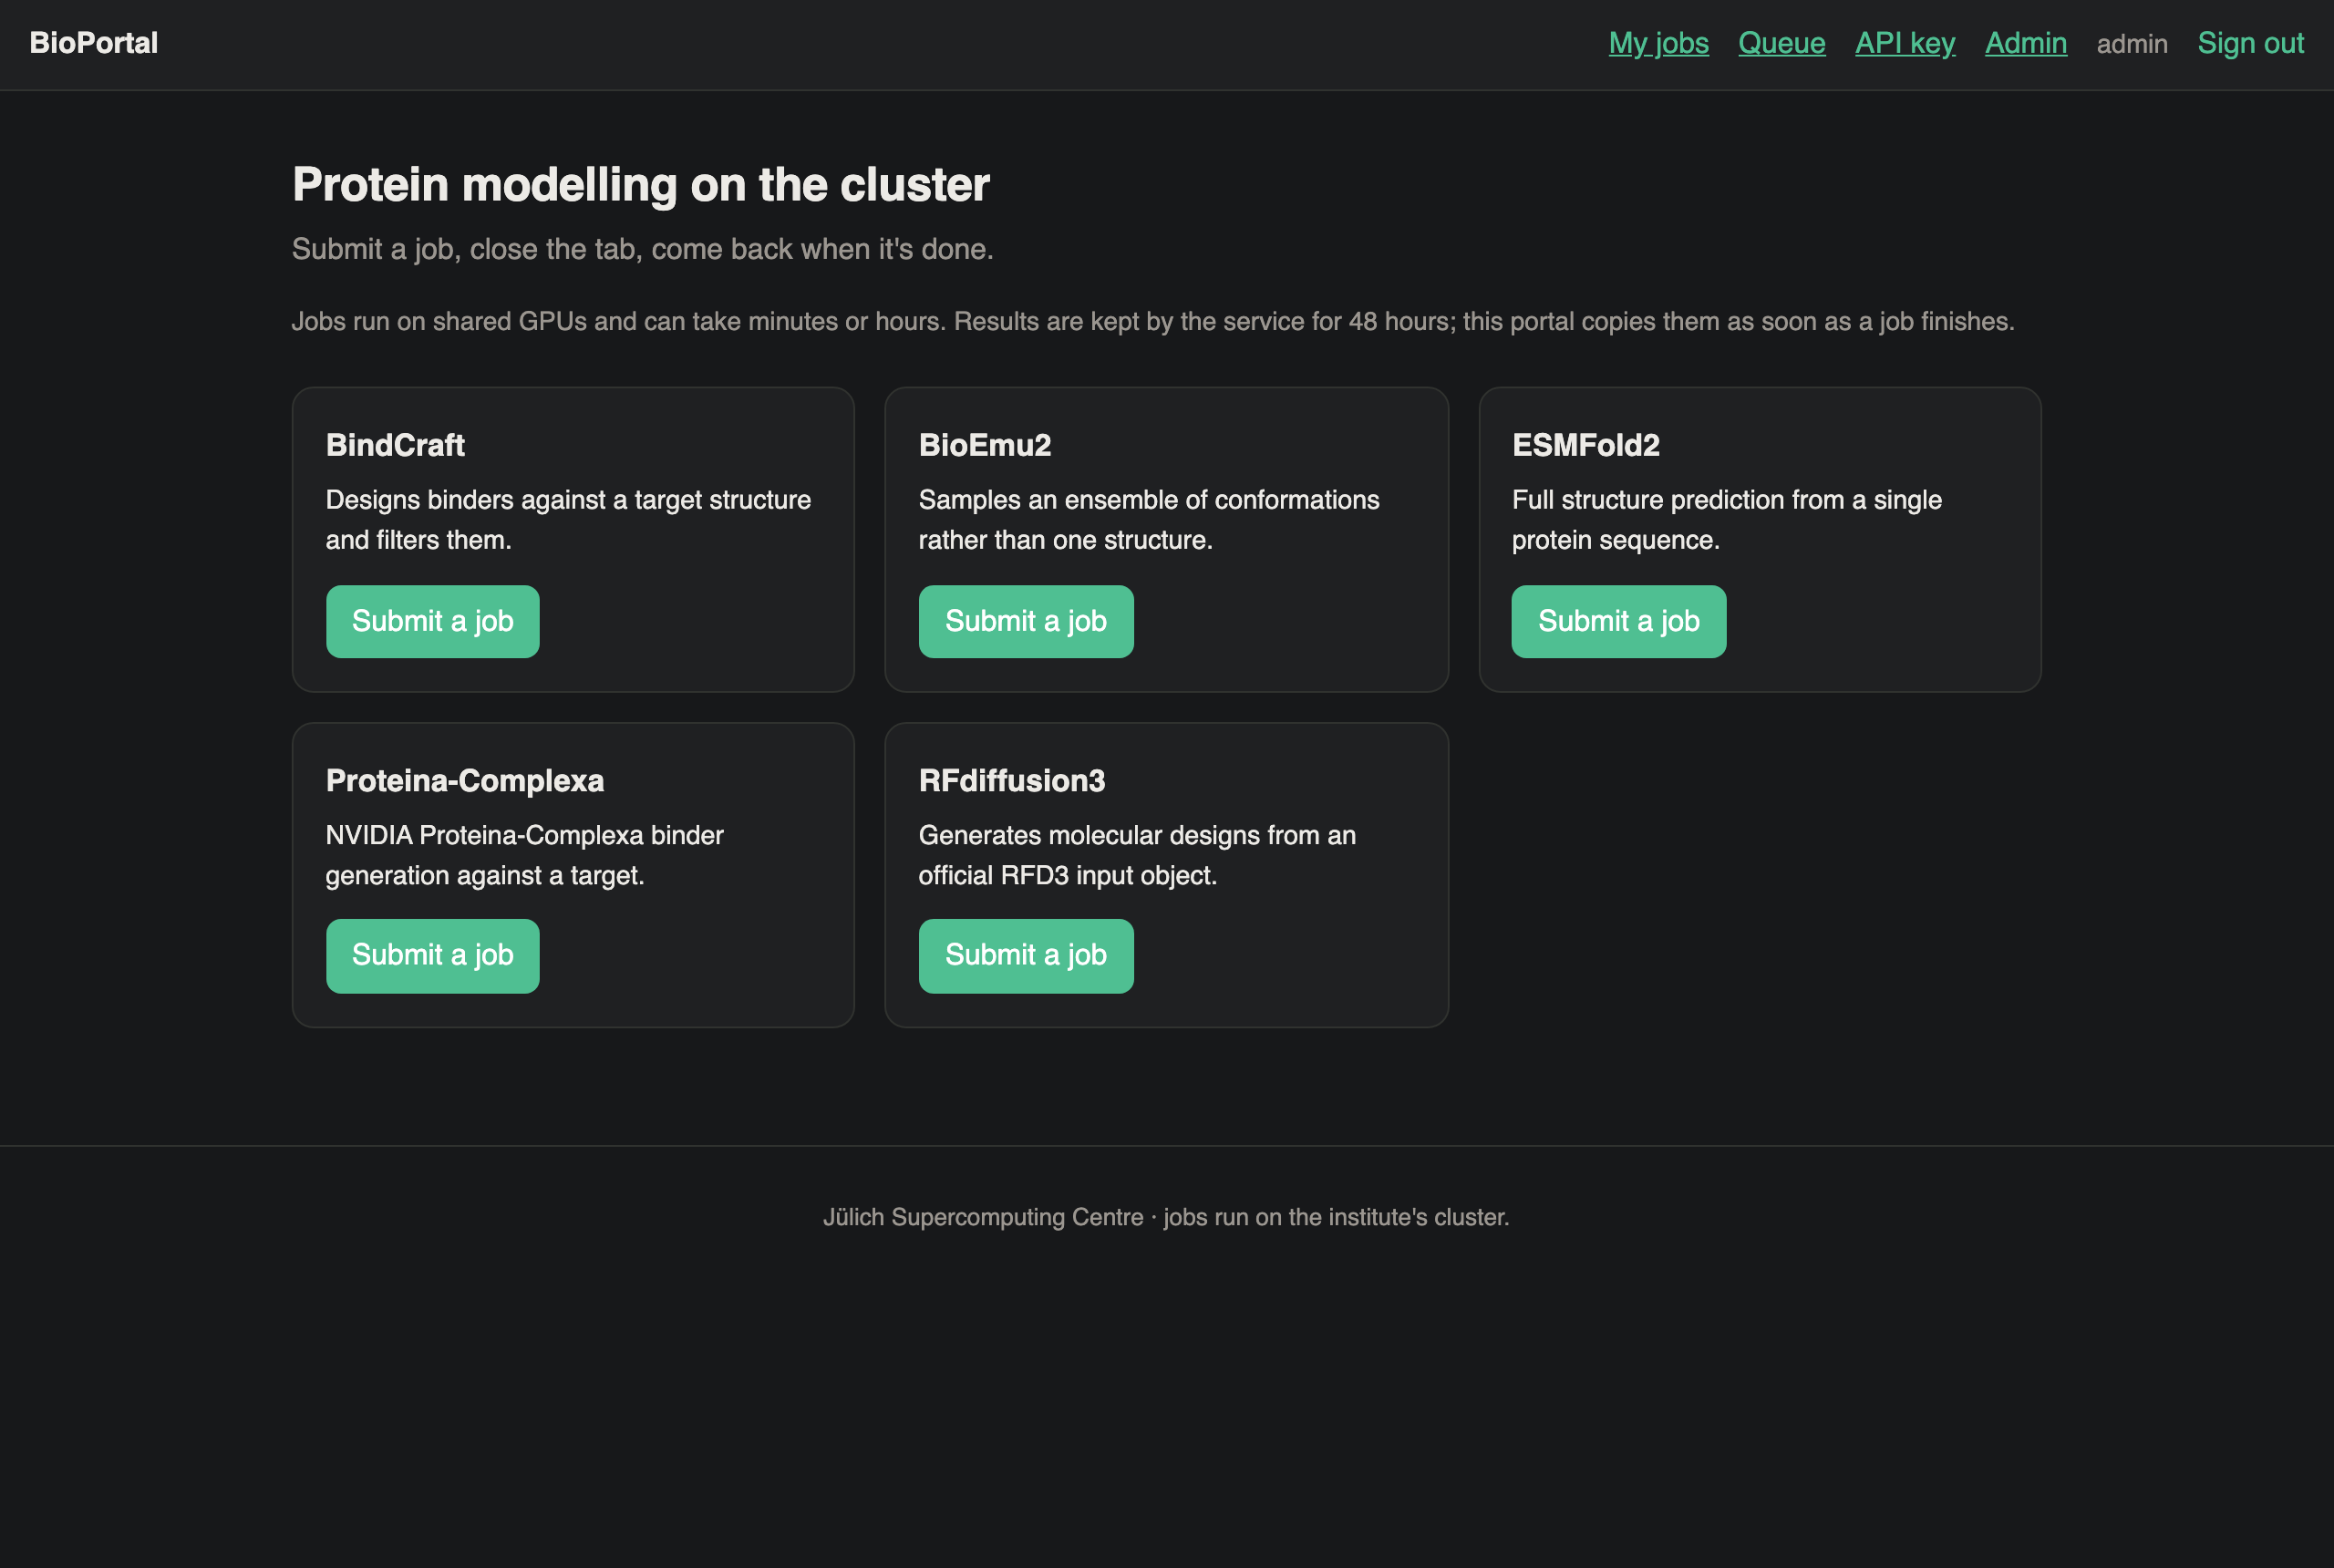 BioPortal
My jobs Queue API key Admin admin Sign out
Protein modelling on the cluster
Submit a job, close the tab, come back when it's done.
Jobs run on shared GPUs and can take minutes or hours. Results are kept by the service for 48 hours; this portal copies them as soon as a job finishes.
BindCraft
Designs binders against a target structure
and filters them.
Submit a job
BioEmu2
Samples an ensemble of conformations
rather than one structure.
Submit a job
ESMFold2
Full structure prediction from a single
protein sequence.
Submit a job
Proteina-Complexa
NVIDIA Proteina-Complexa binder
generation against a target.
Submit a job
RFdiffusion3
Generates molecular designs from an
official RFD3 input object.
Submit a job
Jülich Supercomputing Centre · jobs run on the institute's cluster.